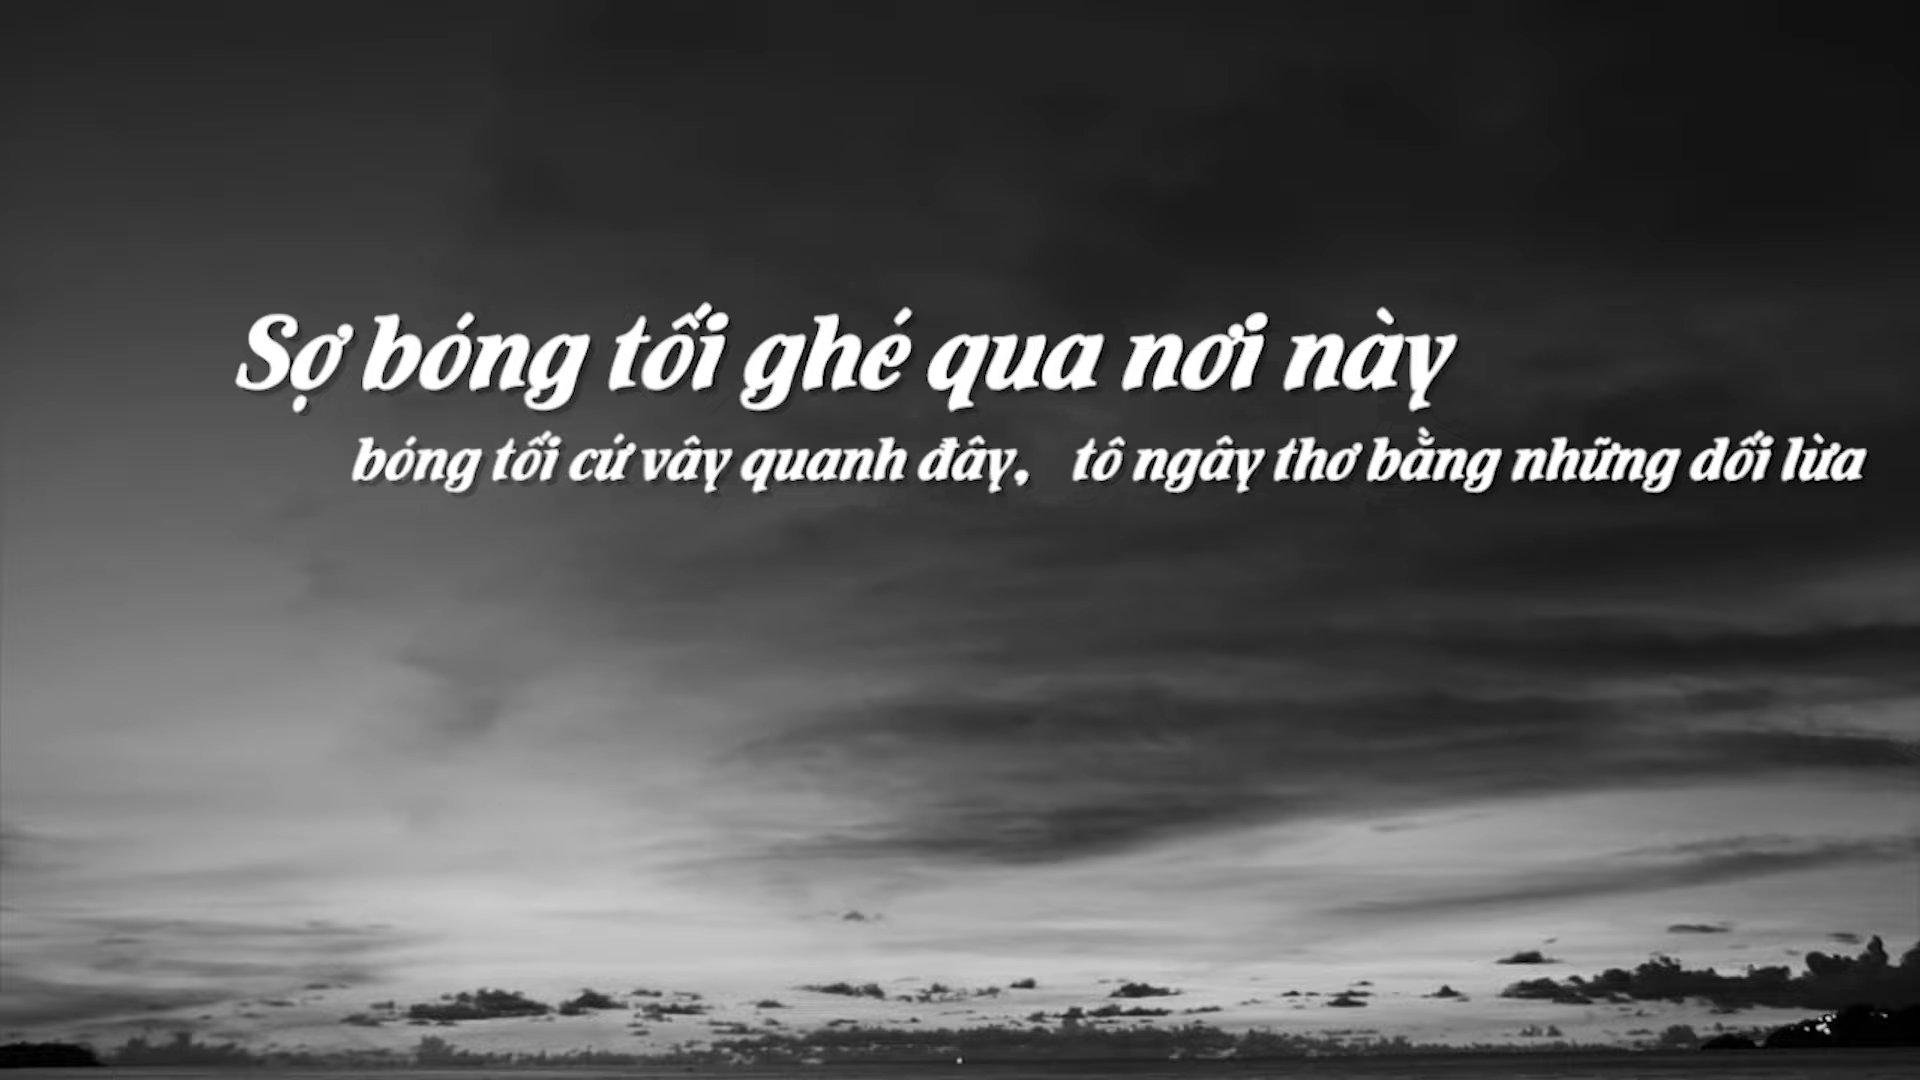 Sợ bóng tối ghé qua nơi này
bóng tối cứ vây quanh đây, tô ngây thơ bằng những dối lừa